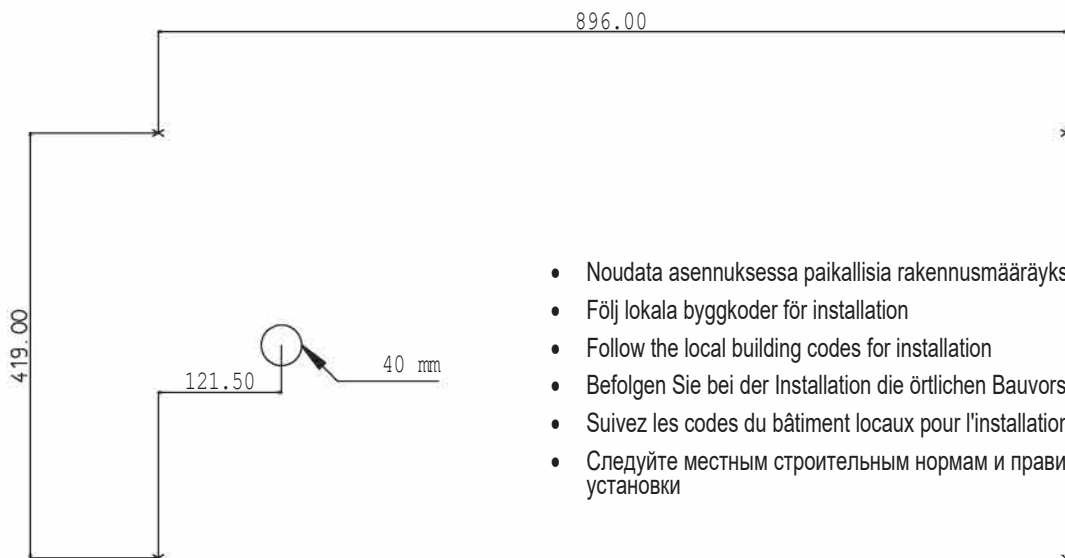 896.00
419.00
121.50
40 mm
• Noudata asennuksessa paikallisia rakennusmääräyks
• Följ lokala byggkoder för installation
• Follow the local building codes for installation
• Befolgen Sie bei der Installation die örtlichen Bauvors
• Suivez les codes du bâtiment locaux pour l'installation
• Следуйте местным строительным нормам и прави
установки